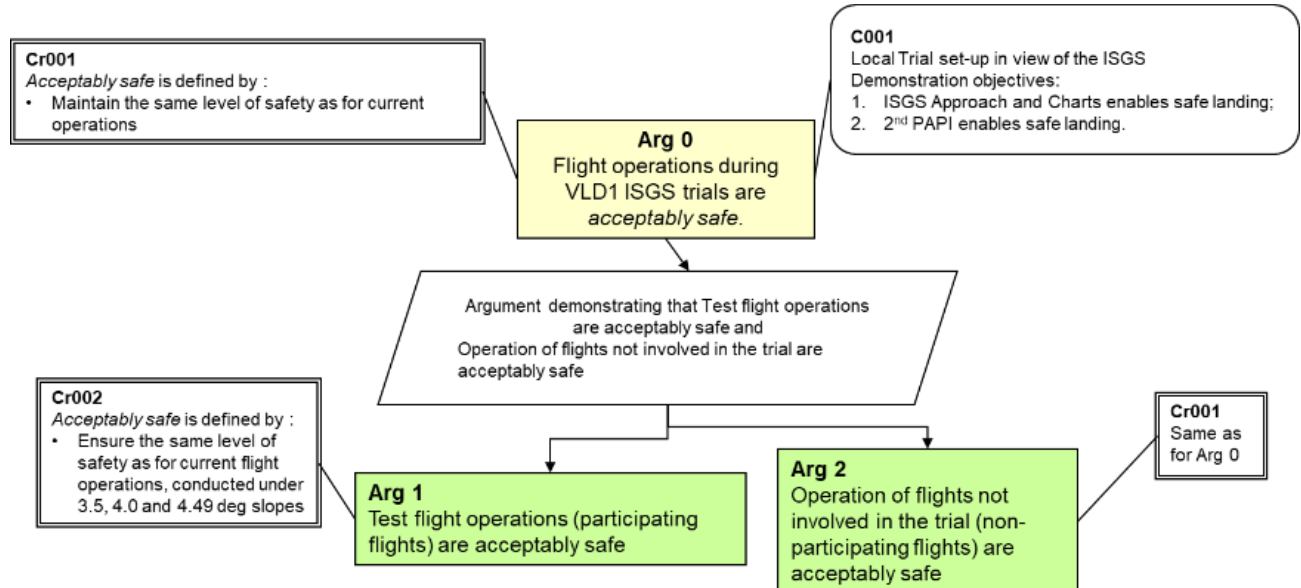 Cr001
Acceptably safe is defined by :
• Maintain the same level of safety as for current
operations
C001
Local Trial set-up in view of the ISGS
Demonstration objectives:
1. ISGS Approach and Charts enables safe landing;
2. 2nd PAPI enables safe landing.
Arg 0
Flight operations during
VLD1 ISGS trials are
acceptably safe.
Argument demonstrating that Test flight operations
are acceptably safe and
Operation of flights not involved in the trial are
acceptably safe
Cr002
Acceptably safe is defined by :
• Ensure the same level of
safety as for current flight
operations, conducted under
3.5, 4.0 and 4.49 deg slopes
Arg 1
Test flight operations (participating
flights) are acceptably safe
Arg 2
Operation of flights not
involved in the trial (non-
participating flights) are
acceptably safe
Cr001
Same as
for Arg 0